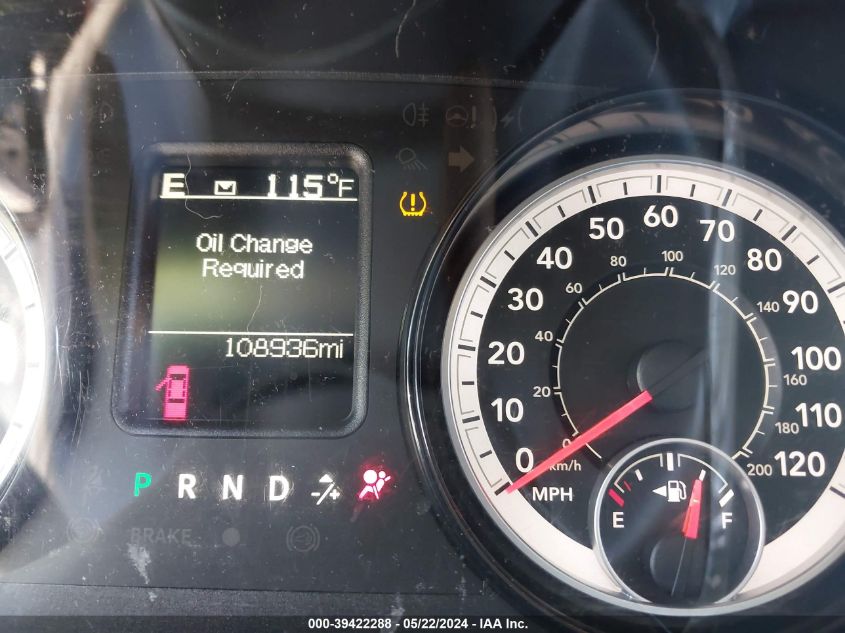 E 115°F
Oil Change
Required
108936mi
P R N D -/+
BRAKE
0 10 20 30 40 50 60 70 80 90 100 110 120
0 20 40 60 80 100 120 140 160 180 200
km/h
MPH
E F
000-39422288 - 05/22/2024 - IAA Inc.